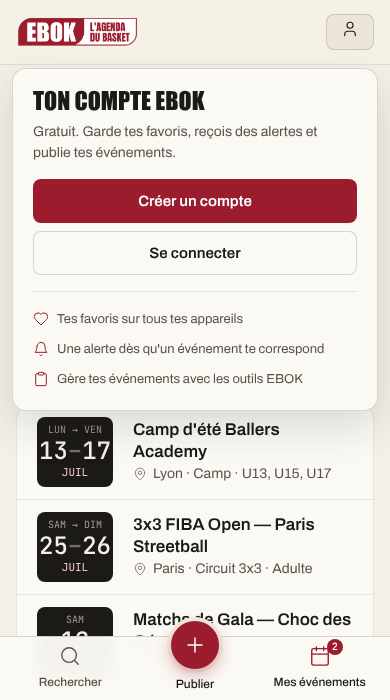 EBOK L'AGENDA
DU BASKET
TON COMPTE EBOK
Gratuit. Garde tes favoris, reçois des alertes et
publie tes événements.
Créer un compte
Se connecter
Tes favoris sur tous tes appareils
Une alerte dès qu'un événement te correspond
Gère tes événements avec les outils EBOK
LUN → VEN
13–17
JUIL
Camp d'été Ballers
Academy
Lyon · Camp · U13, U15, U17
SAM → DIM
25–26
JUIL
3x3 FIBA Open — Paris
Streetball
Paris · Circuit 3x3 · Adulte
SAM
Matchs de Gala — Choc des
2
Rechercher
Publier
Mes événements